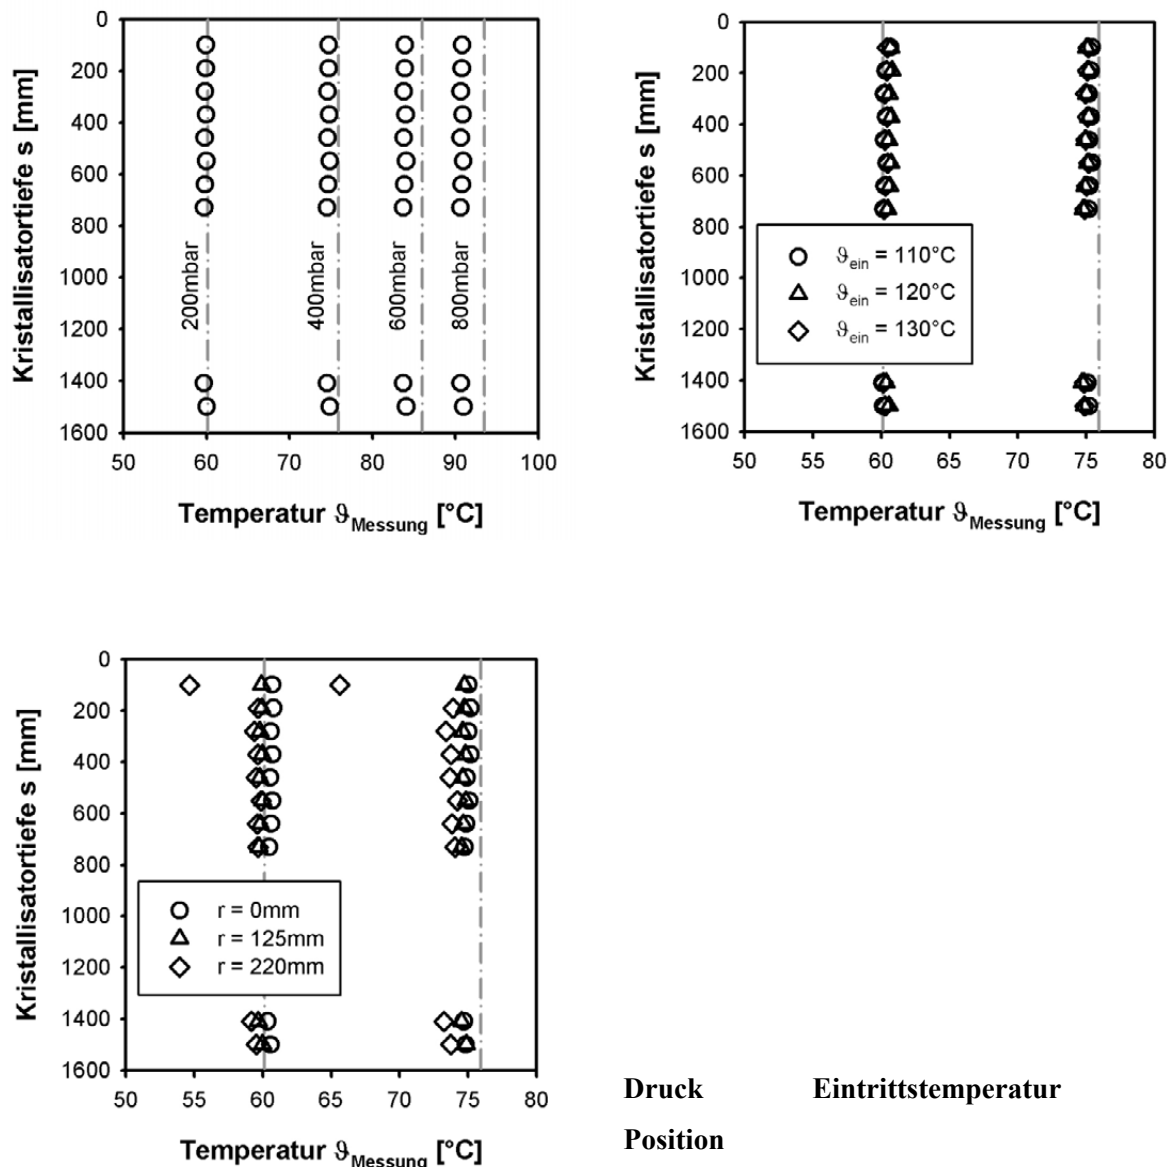 0
200
400
600
800
1000
1200
1400
1600
Kristallisatortiefe s [mm]
200mbar
400mbar
600mbar
800mbar
50 60 70 80 90 100
Temperatur ϑMessung [°C]
0
200
400
600
800
1000
1200
1400
1600
Kristallisatortiefe s [mm]
ϑein = 110°C
ϑein = 120°C
ϑein = 130°C
50 55 60 65 70 75 80
Temperatur ϑMessung [°C]
0
200
400
600
800
1000
1200
1400
1600
Kristallisatortiefe s [mm]
r = 0mm
r = 125mm
r = 220mm
50 55 60 65 70 75 80
Temperatur ϑMessung [°C]
Druck Eintrittstemperatur
Position